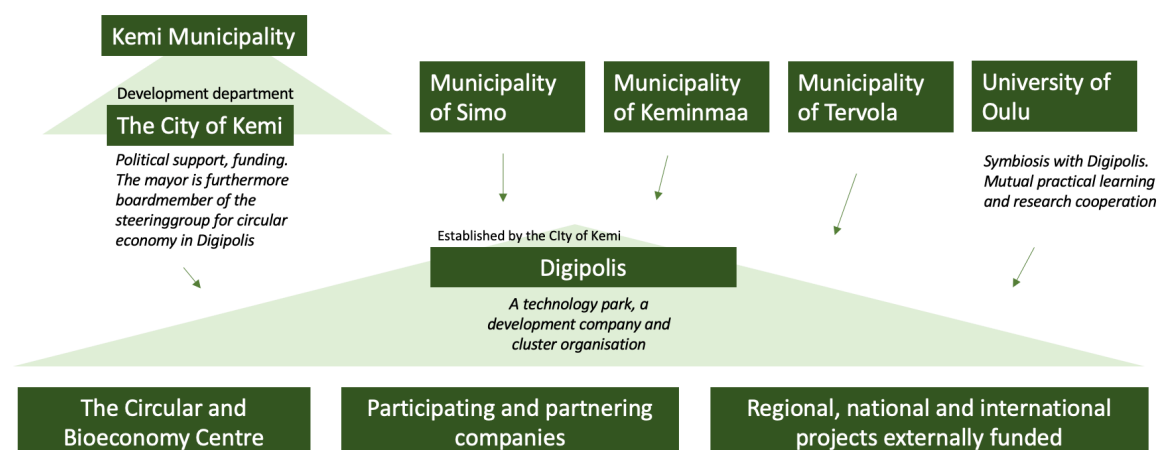 Kemi Municipality
Development department
The City of Kemi
Political support, funding.
The mayor is furthermore
boardmember of the
steeringgroup for circular
economy in Digipolis
Municipality
of Simo
Municipality
of Keminmaa
Municipality
of Tervola
University of
Oulu
Symbiosis with Digipolis.
Mutual practical learning
and research cooperation
Established by the CIty of Kemi
Digipolis
A technology park, a
development company and
cluster organisation
The Circular and
Bioeconomy Centre
Participating and partnering
companies
Regional, national and international
projects externally funded